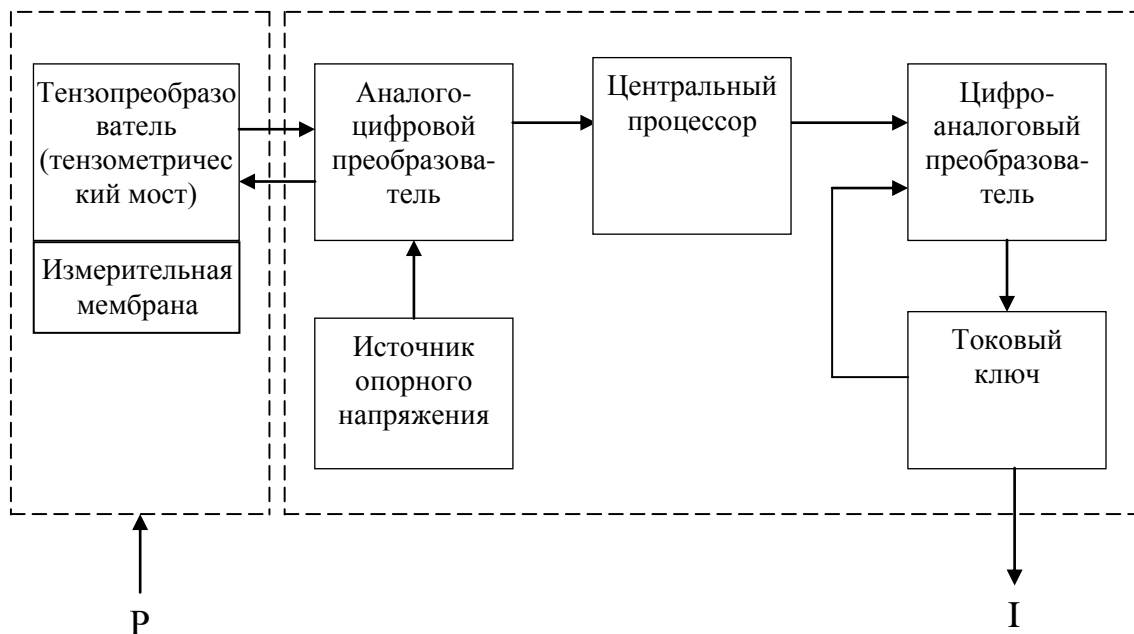 Тензопреобразо
ватель
(тензометричес
кий мост)
Измерительная
мембрана
Аналого-
цифровой
преобразова-
тель
Источник
опорного
напряжения
Центральный
процессор
Цифро-
аналоговый
преобразова-
тель
Токовый
ключ
P
I